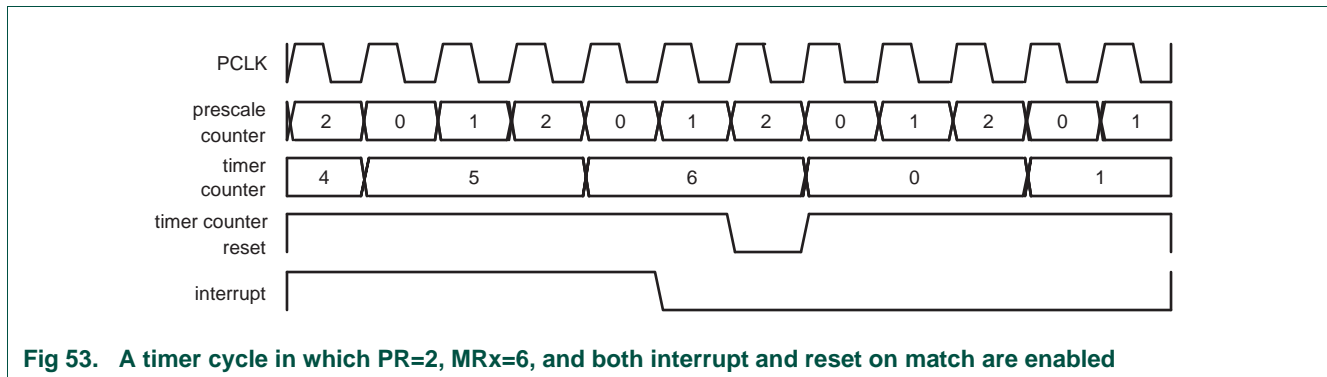 PCLK
prescale
counter
2 0 1 2 0 1 2 0 1 2 0 1
timer
counter
4 5 6 0 1
timer counter
reset
interrupt
Fig 53. A timer cycle in which PR=2, MRx=6, and both interrupt and reset on match are enabled